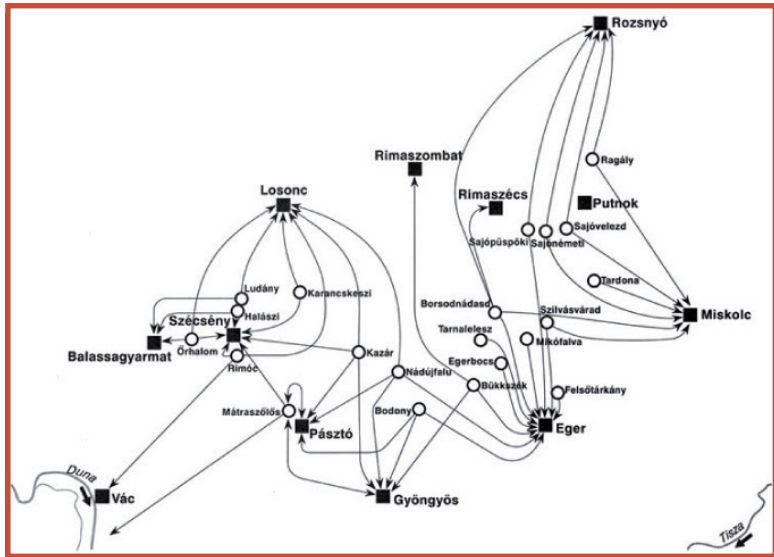 Rozsnyó
Rimaszombat
Ragály
Losonc
Rimaszécs
Putnok
Sajópüspöki
Sajónémeti
Sajóvelezd
Tardona
Ludány
Karancskeszi
Borsodnádasd
Szilvásvárad
Miskolc
Szécsény
Halászi
Balassagyarmat
Őrhalom
Tarnalelesz
Mikófalva
Rimóc
Kazár
Egerbocs
Nádújfalu
Bükkszék
Felsőtárkány
Mátraszőlős
Bodony
Pásztó
Eger
Duna
Vác
Gyöngyös
Tisza